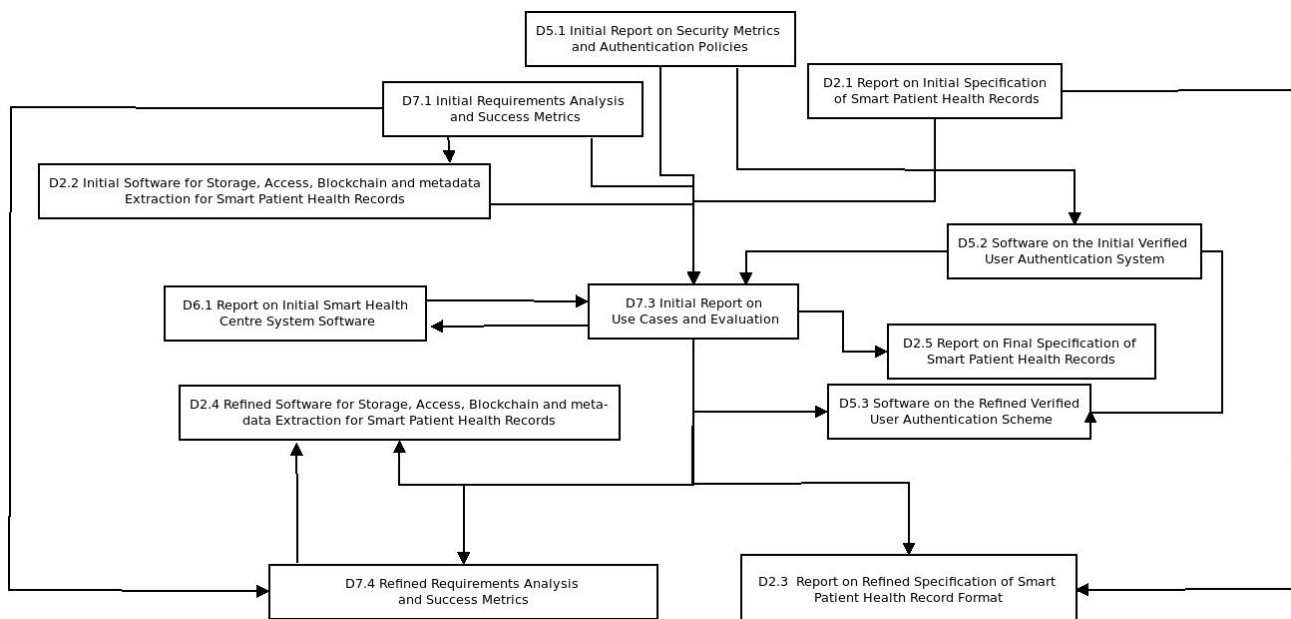 D5.1 Initial Report on Security Metrics
and Authentication Policies
D7.1 Initial Requirements Analysis
and Success Metrics
D2.1 Report on Initial Specification
of Smart Patient Health Records
D2.2 Initial Software for Storage, Access, Blockchain and metadata
Extraction for Smart Patient Health Records
D5.2 Software on the Initial Verified
User Authentication System
D6.1 Report on Initial Smart Health
Centre System Software
D7.3 Initial Report on
Use Cases and Evaluation
D2.5 Report on Final Specification of
Smart Patient Health Records
D2.4 Refined Software for Storage, Access, Blockchain and meta-
data Extraction for Smart Patient Health Records
D5.3 Software on the Refined Verified
User Authentication Scheme
D7.4 Refined Requirements Analysis
and Success Metrics
D2.3 Report on Refined Specification of Smart
Patient Health Record Format